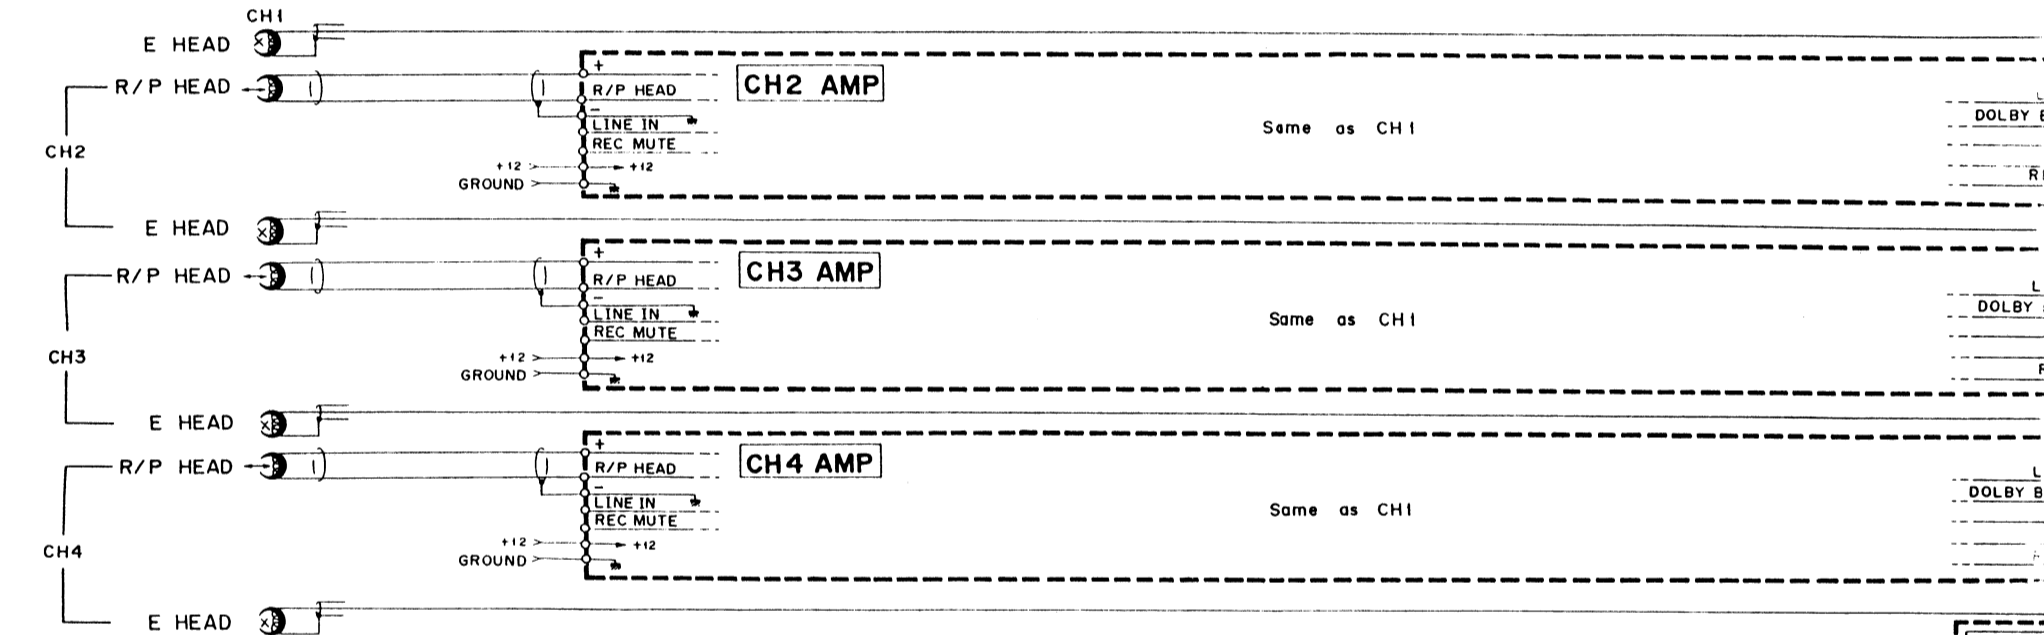 CH1
E HEAD
R/P HEAD
CH2
E HEAD
+
R/P HEAD
-
LINE IN
REC MUTE
+12
+12
GROUND
CH2 AMP
Same as CH1
DOLBY
R/P HEAD
CH3
E HEAD
+
R/P HEAD
-
LINE IN
REC MUTE
+12
+12
GROUND
CH3 AMP
Same as CH1
L
DOLBY
R/P HEAD
CH4
E HEAD
+
R/P HEAD
-
LINE IN
REC MUTE
+12
+12
GROUND
CH4 AMP
Same as CH1
L
DOLBY B